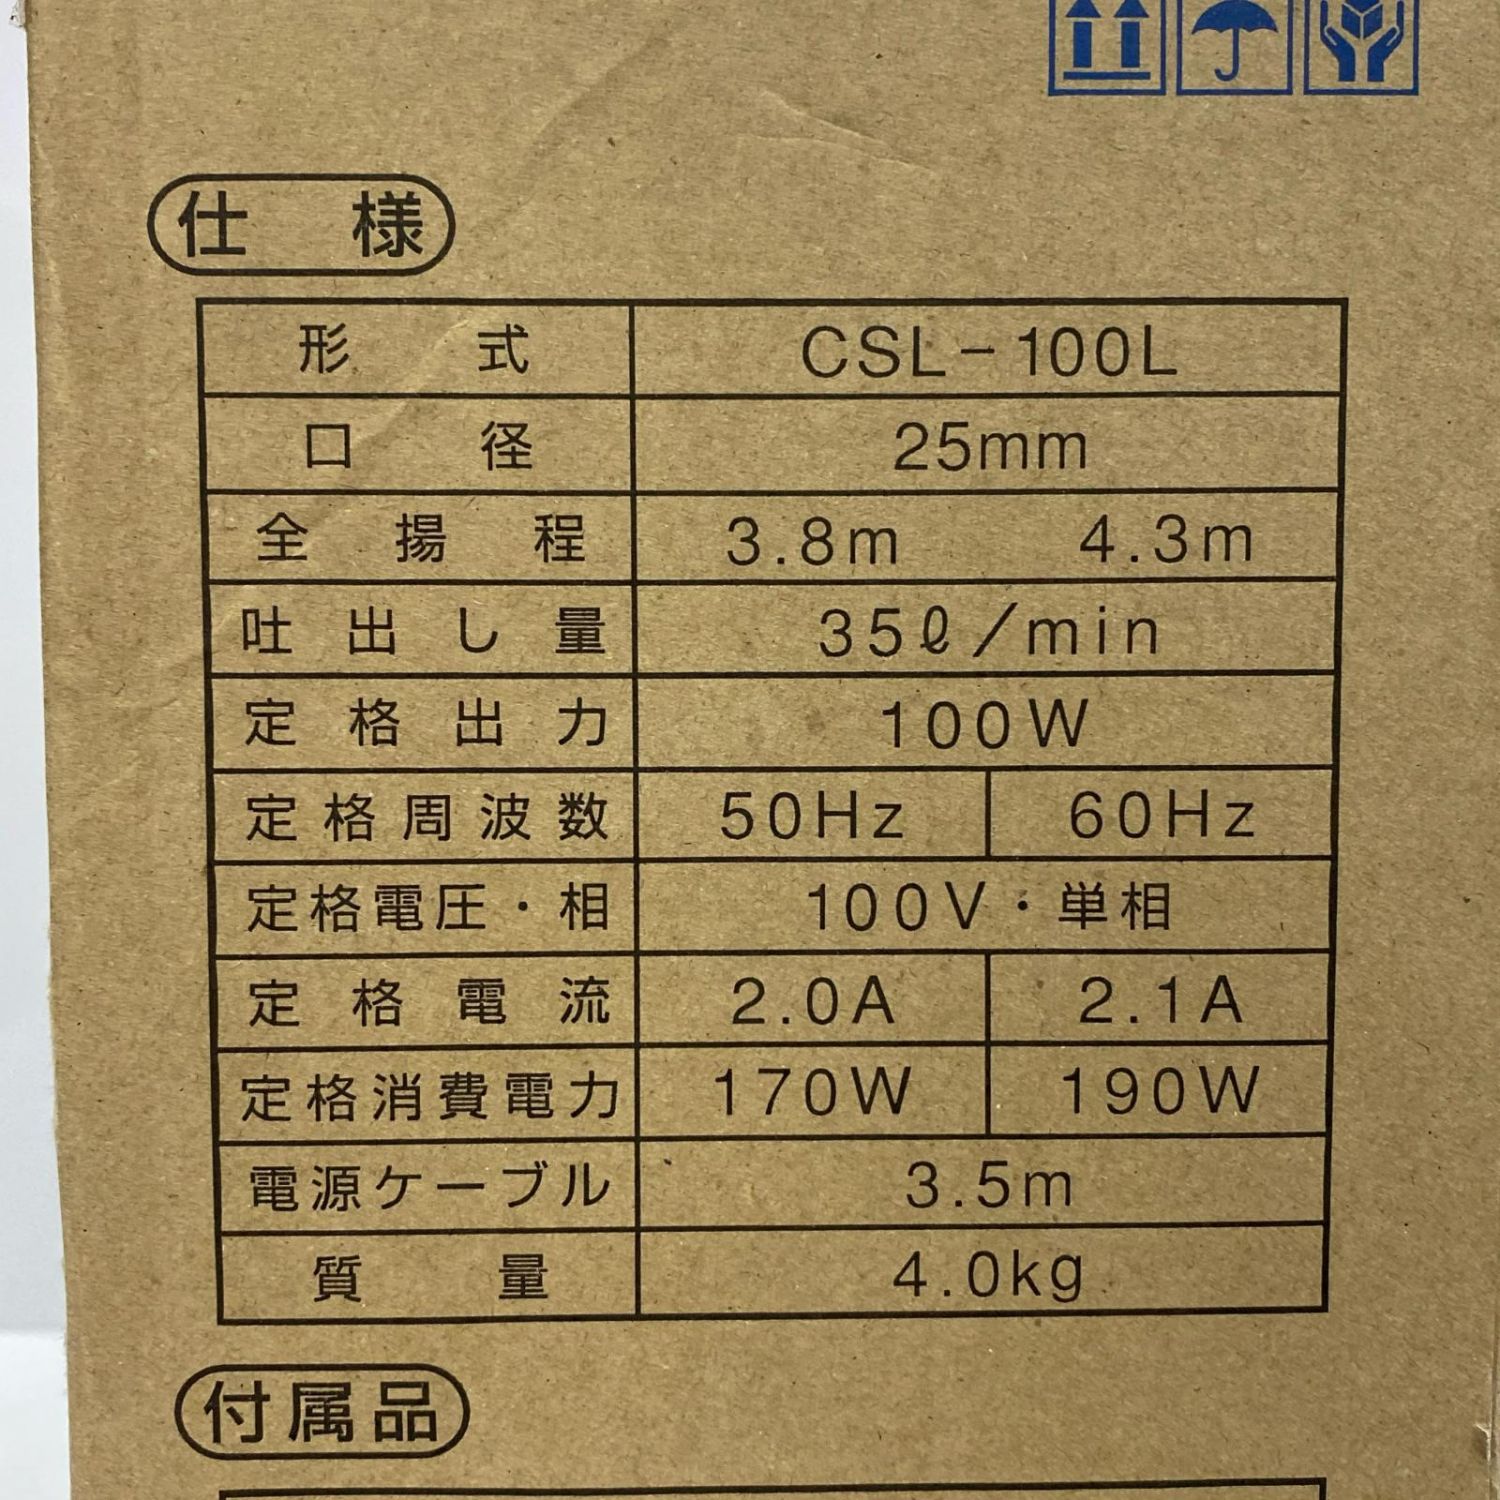 仕様
形式 CSL-100L
口径 25mm
全揚程 3.8m 4.3m
吐出し量 35ℓ/min
定格出力 100W
定格周波数 50Hz 60Hz
定格電圧・相 100V・単相
定格電流 2.0A 2.1A
定格消費電力 170W 190W
電源ケーブル 3.5m
質量 4.0kg
付属品